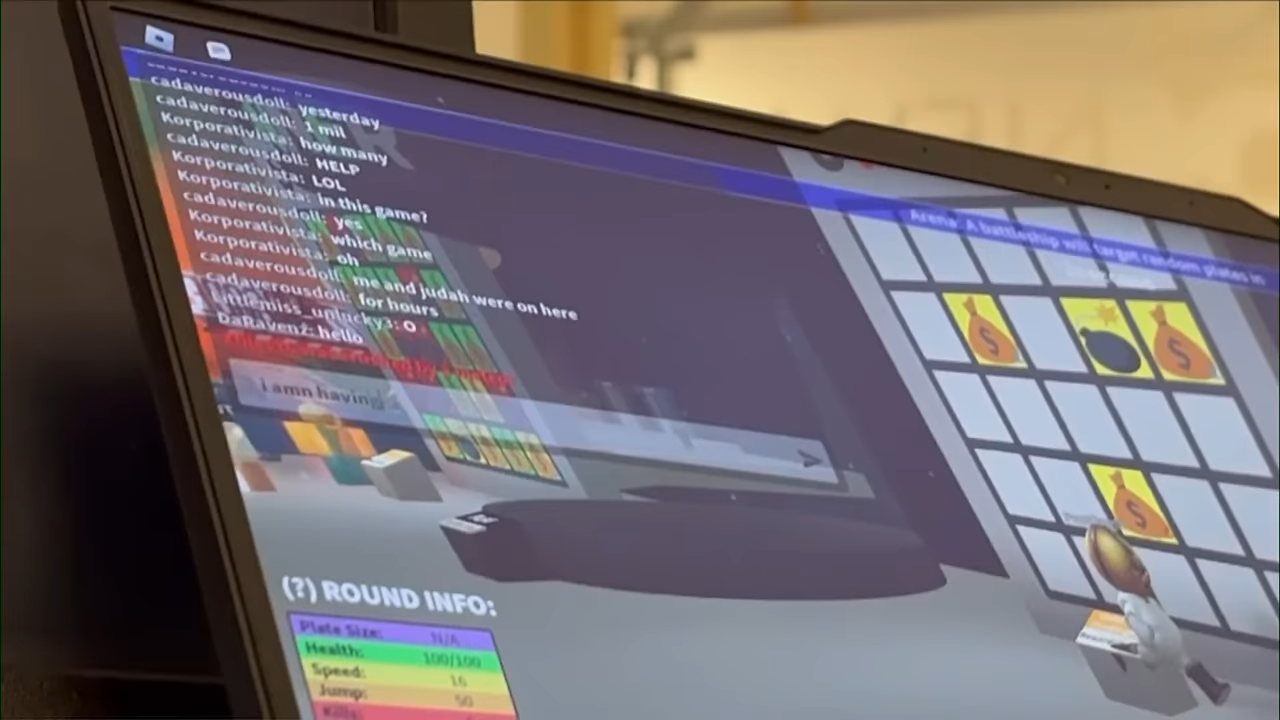 cadaverousdoll: yesterday
cadaverousdoll: 1 mil
Korporativista: how many
cadaverousdoll: HELP
Korporativista: LOL
Korporativista: in this game?
cadaverousdoll: yes
Korporativista: which game
Korporativista: oh
cadaverousdoll: me and judah were on here
cadaverousdoll: for hours
Littlemiss_unlucky3: O
DaRavenz: hello
i amn having
Arena: A battleship will target random plates in
$
$
$
(?) ROUND INFO:
Plate Size: N/A
Health: 100/100
Speed: 16
Jump: 50
Kills: